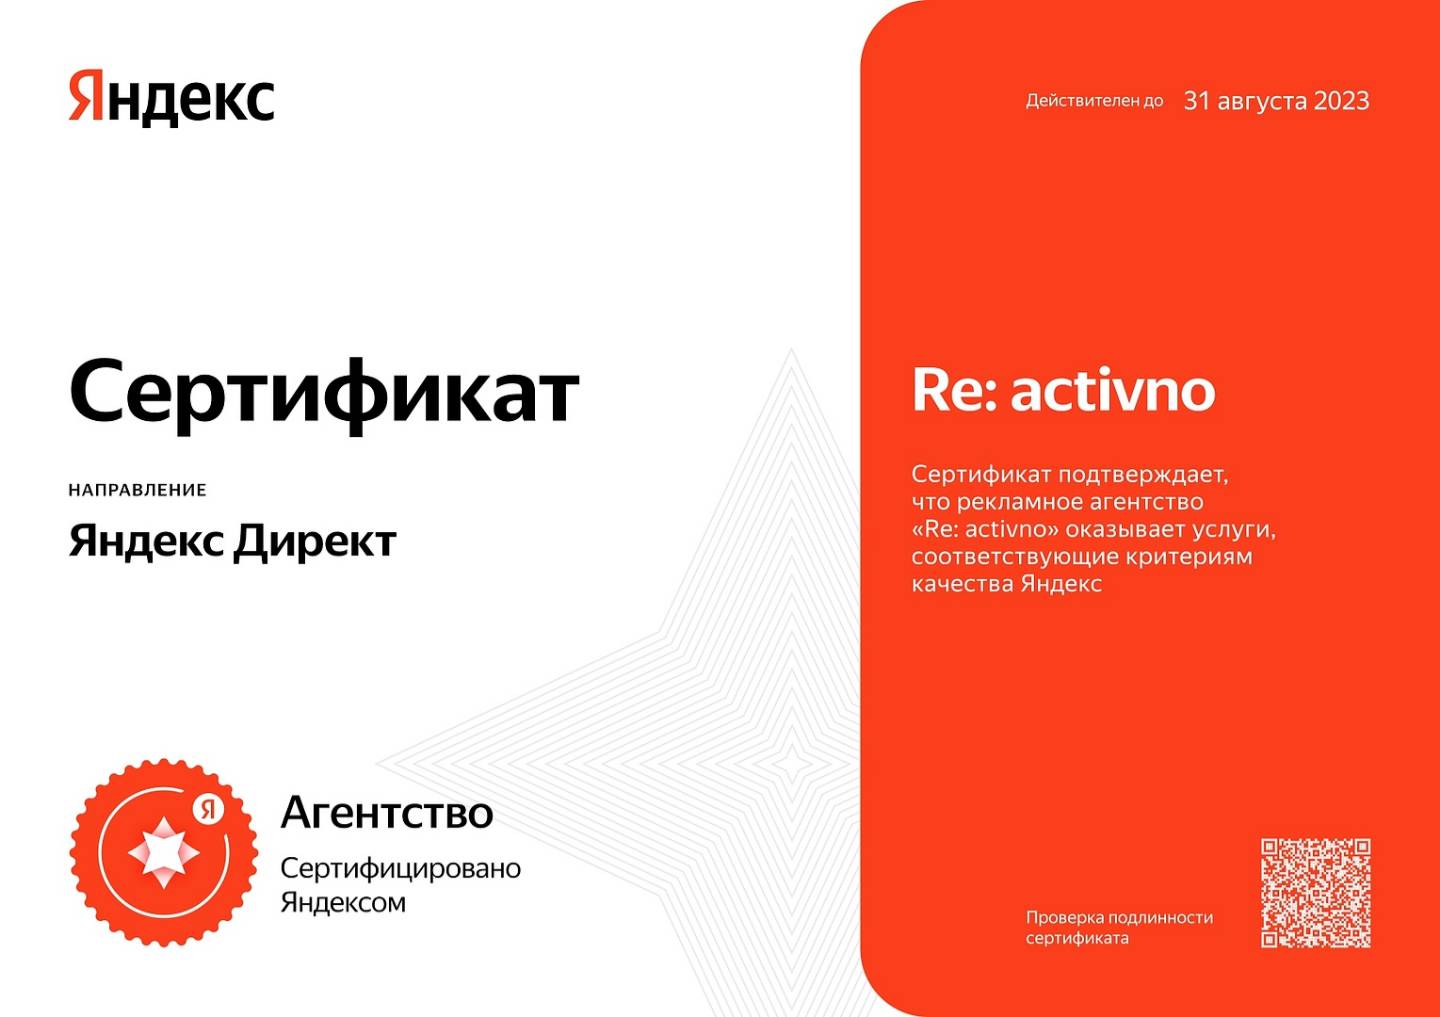 Яндекс
Действителен до 31 августа 2023
Сертификат
НАПРАВЛЕНИЕ
Яндекс Директ
Re: activno
Сертификат подтверждает,
что рекламное агентство
«Re: activno» оказывает услуги,
соответствующие критериям
качества Яндекс
Я
Агентство
Сертифицировано
Яндексом
Проверка подлинности
сертификата